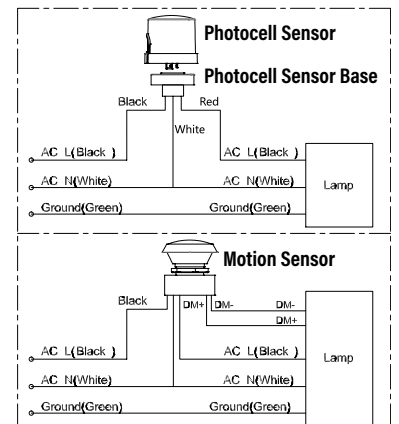 Photocell Sensor
Photocell Sensor Base
Black Red
White
AC L(Black ) AC L(Black )
AC N(White) AC N(White)
Lamp
Ground(Green) Ground(Green)
Motion Sensor
Black DM+ DM- DM-
DM+
AC L(Black ) AC L(Black )
Lamp
AC N(White) AC N(White)
Ground(Green) Ground(Green)